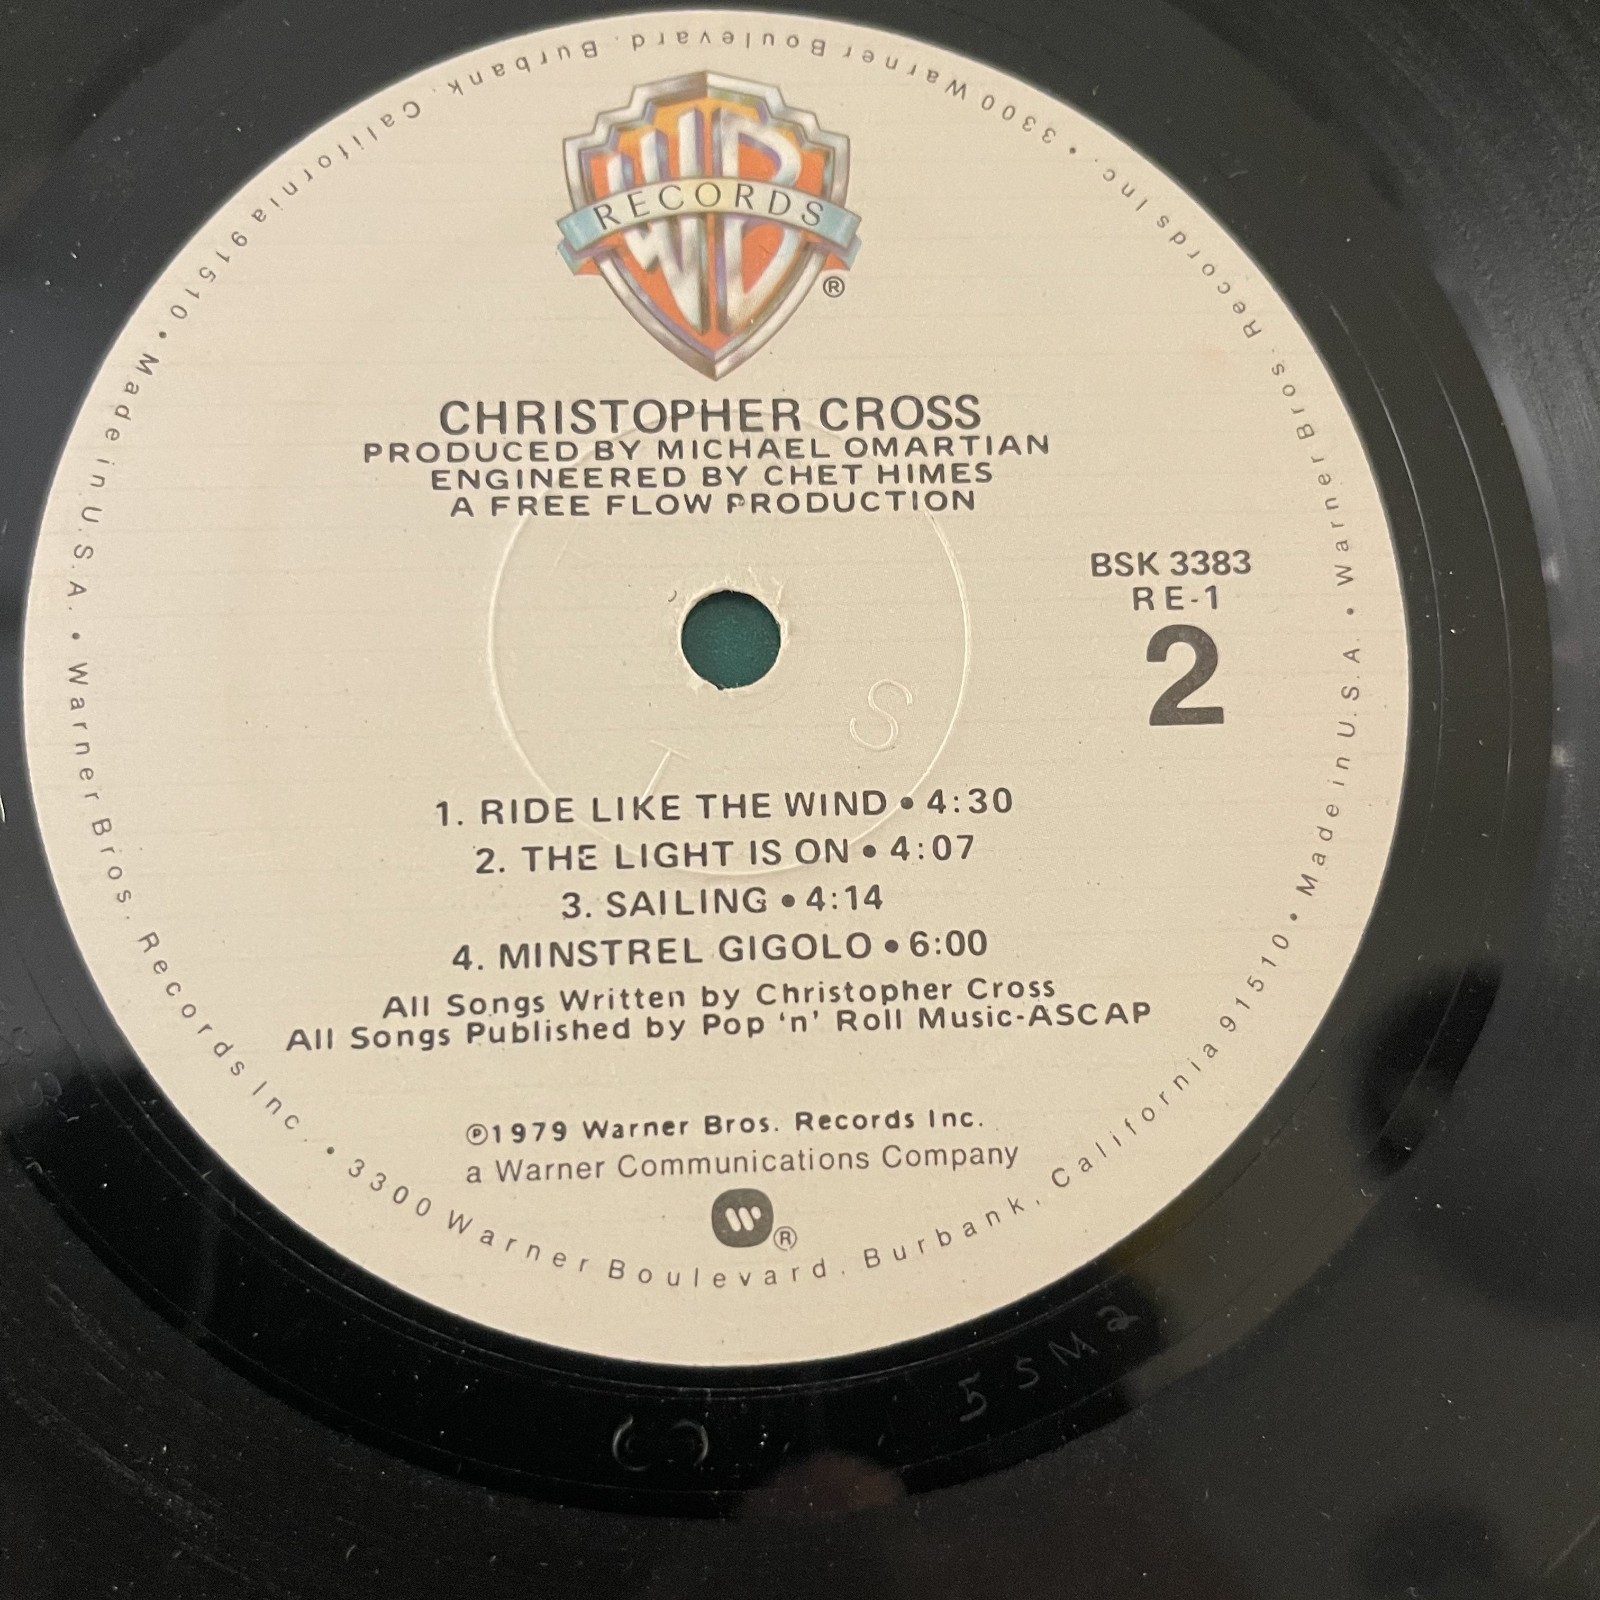 WB
RECORDS
®
CHRISTOPHER CROSS
PRODUCED BY MICHAEL OMARTIAN
ENGINEERED BY CHET HIMES
A FREE FLOW PRODUCTION
BSK 3383
RE-1
2
1. RIDE LIKE THE WIND • 4:30
2. THE LIGHT IS ON • 4:07
3. SAILING • 4:14
4. MINSTREL GIGOLO • 6:00
All Songs Written by Christopher Cross
All Songs Published by Pop ‘n’ Roll Music-ASCAP
℗1979 Warner Bros. Records Inc.
a Warner Communications Company
W®
Warner Bros. Records Inc. • 3300 Warner Boulevard. Burbank, California 91510 • Made in U.S.A. • Warner Bros. Records Inc. • 3300 Warner Boulevard. Burbank, California 91510 • Made in U.S.A. •
S